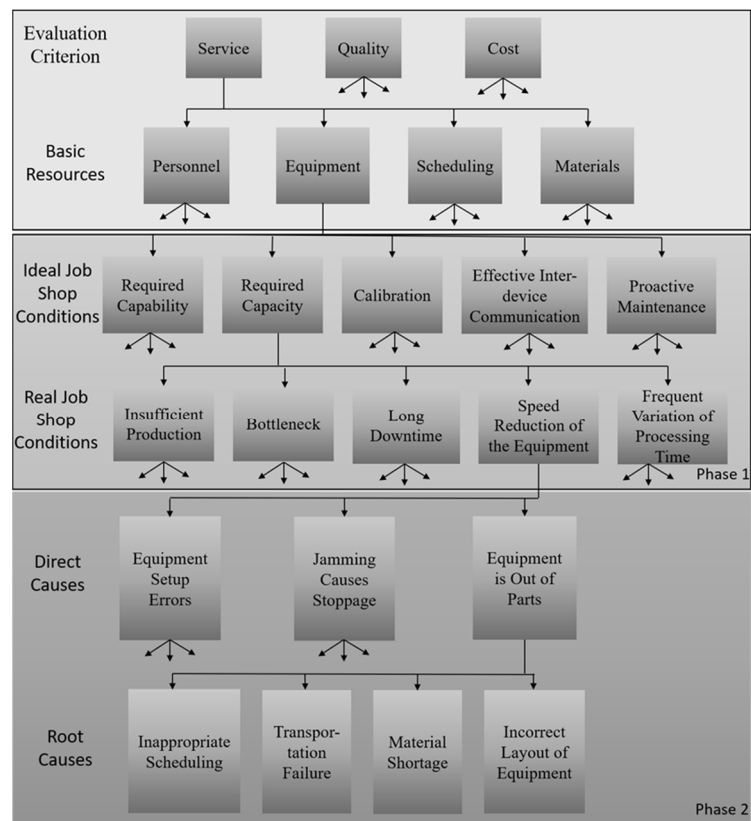 Evaluation
Criterion
Service
Quality
Cost
Basic
Resources
Personnel
Equipment
Scheduling
Materials
Ideal Job
Shop
Conditions
Required
Capability
Required
Capacity
Calibration
Effective Inter-
device
Communication
Proactive
Maintenance
Real Job
Shop
Conditions
Insufficient
Production
Bottleneck
Long
Downtime
Speed
Reduction of
the Equipment
Frequent
Variation of
Processing
Time
Phase 1
Direct
Causes
Equipment
Setup
Errors
Jamming
Causes
Stoppage
Equipment
is Out of
Parts
Root
Causes
Inappropriate
Scheduling
Transpor-
tation
Failure
Material
Shortage
Incorrect
Layout of
Equipment
Phase 2